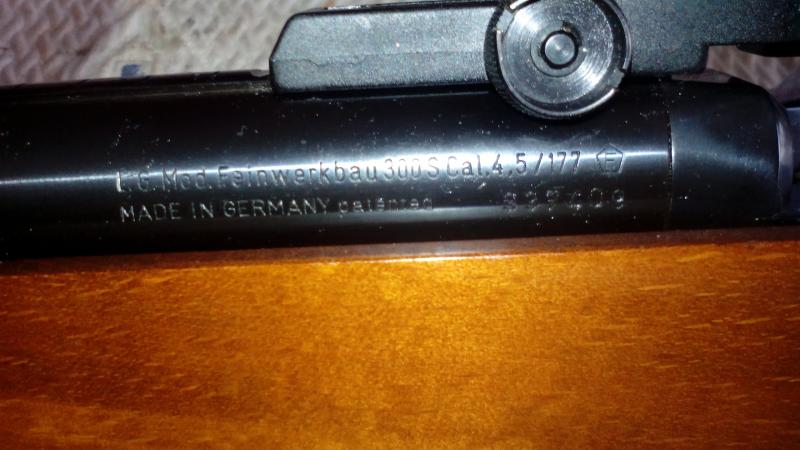 L.G. Mod. Feinwerkbau 300 S Cal. 4,5/177 F
MADE IN GERMANY patented